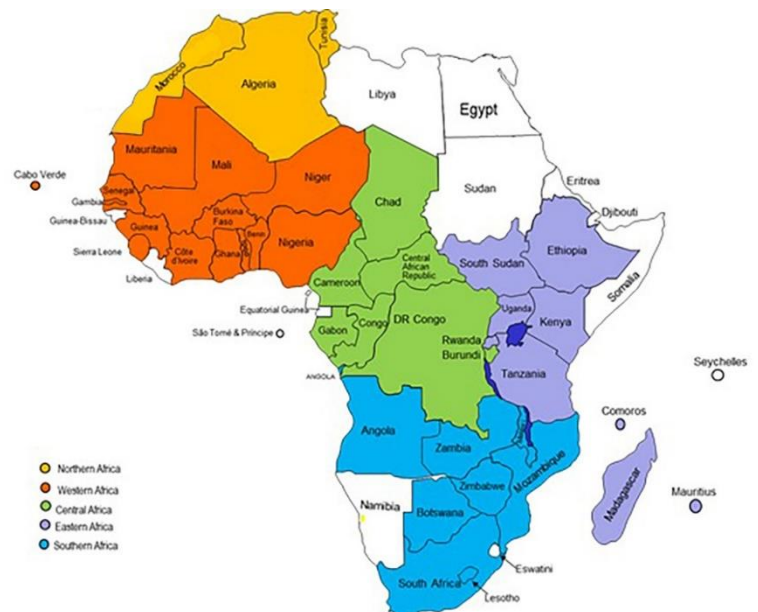 Tunisia
Morocco
Algeria
Libya
Egypt
Mauritania
Mali
Niger
Chad
Sudan
Eritrea
Djibouti
Cabo Verde
Senegal
Gambia
Guinea-Bissau
Guinea
Sierra Leone
Liberia
Côte
d'Ivoire
Burkina
Faso
Ghana
Benn
Nigeria
Cameroon
Central
African
Republic
South Sudan
Ethiopia
Somalia
Equatorial Guinea
São Tomé & Príncipe
Gabon
Congo
DR Congo
Uganda
Kenya
Rwanda
Burundi
Tanzania
Seychelles
ANGOLA
Angola
Zambia
Comoros
Mozambique
Madagascar
Mauritius
Zimbabwe
Namibia
Botswana
Eswatini
South Africa
Lesotho
Northern Africa
Western Africa
Central Africa
Eastern Africa
Southern Africa